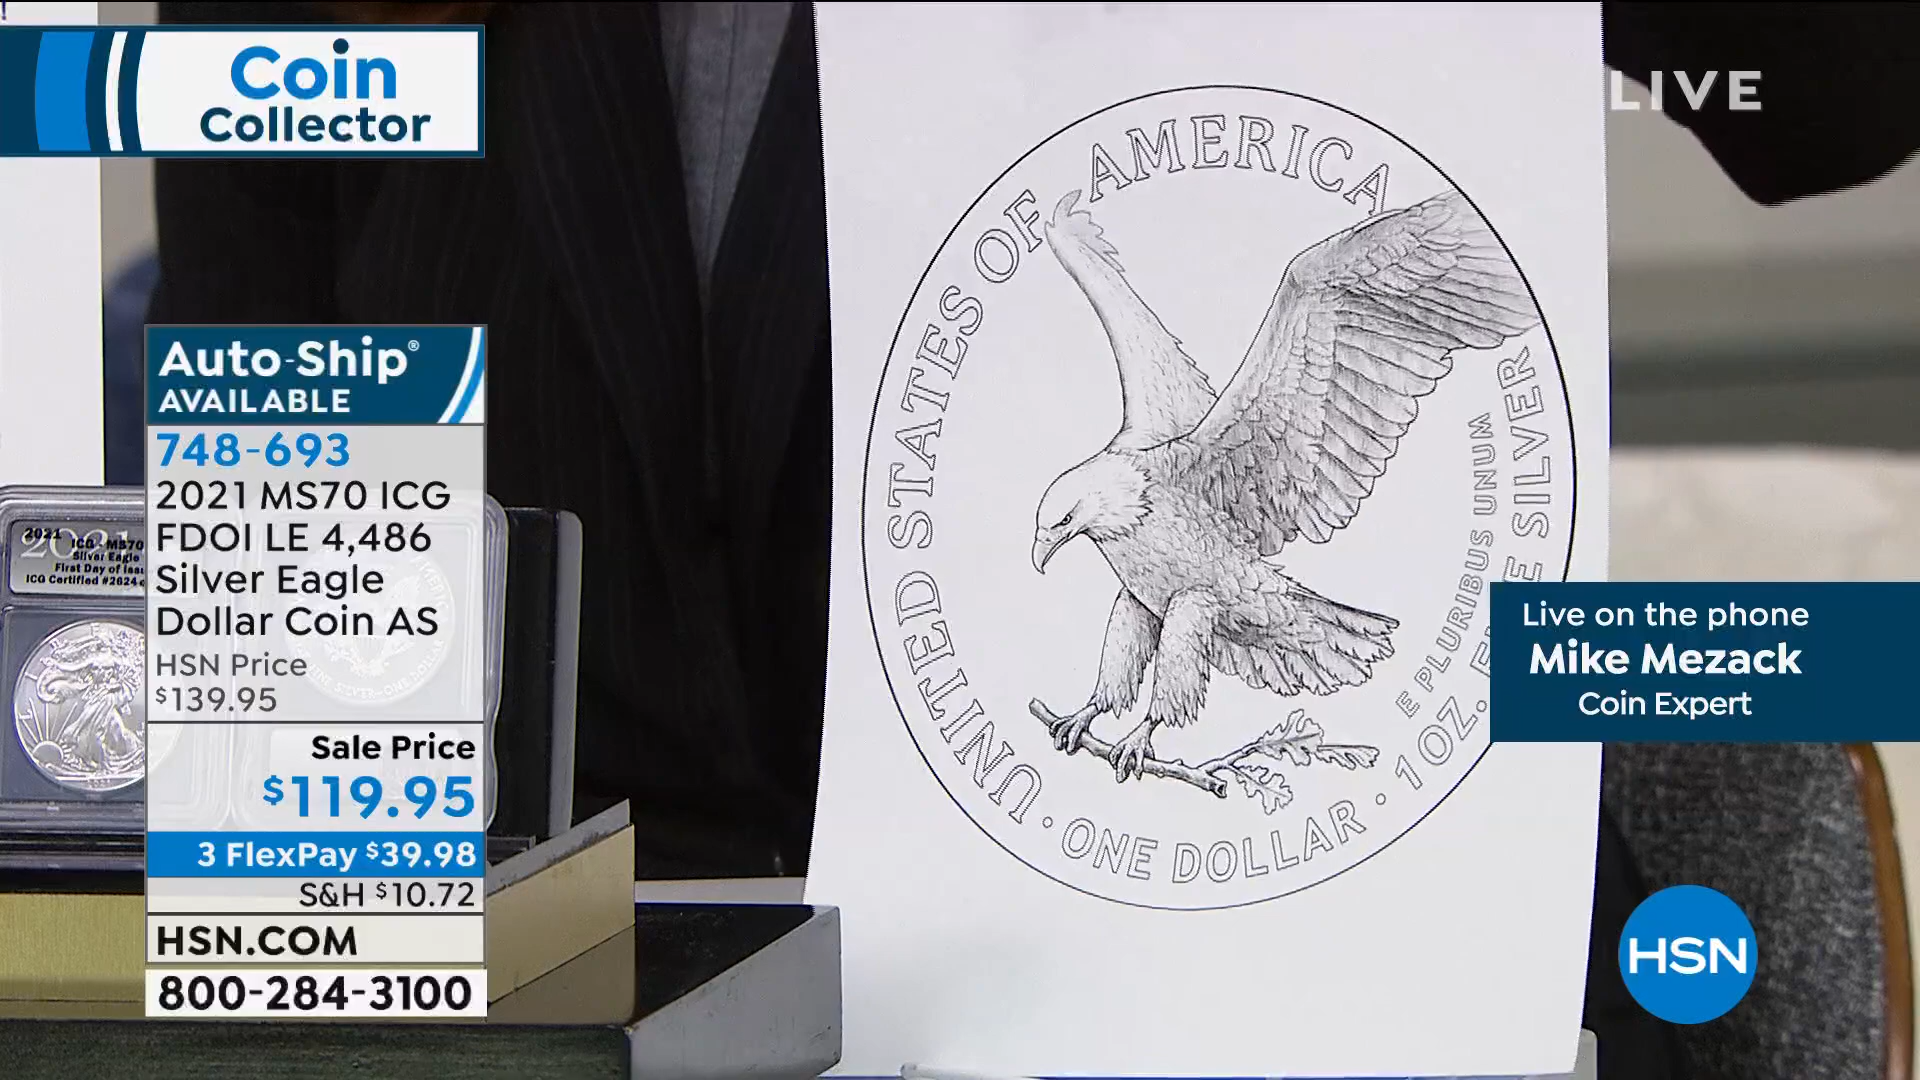 Coin
Collector
LIVE
Auto-Ship®
AVAILABLE
748-693
2021 MS70 ICG
FDOI LE 4,486
Silver Eagle
Dollar Coin AS
HSN Price
$139.95
Sale Price
$119.95
3 FlexPay $39.98
S&H $10.72
HSN.COM
800-284-3100
2021
ICG MS70
Silver Eagle
First Day of Issu
ICG Certified #2624
UNITED STATES OF AMERICA
E PLURIBUS UNUM
1 OZ. F E SILVER
· ONE DOLLAR ·
Live on the phone
Mike Mezack
Coin Expert
HSN